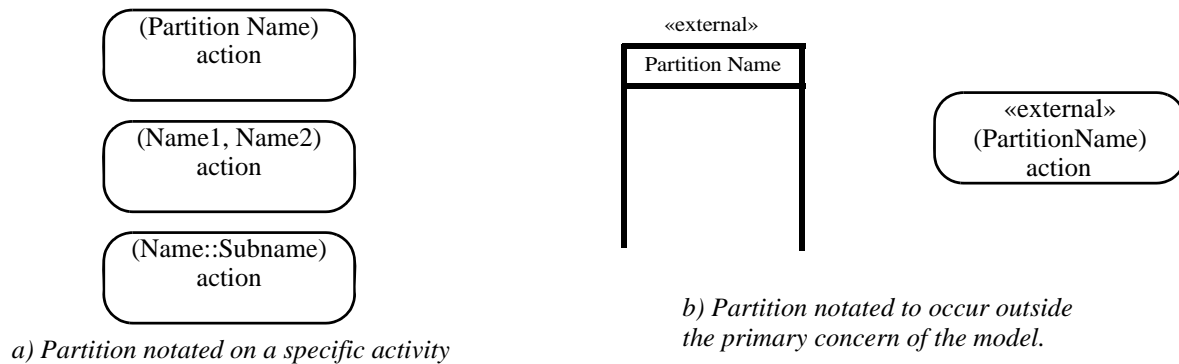 (Partition Name)
action
(Name1, Name2)
action
(Name::Subname)
action
a) Partition notated on a specific activity
«external»
Partition Name
«external»
(PartitionName)
action
b) Partition notated to occur outside
the primary concern of the model.